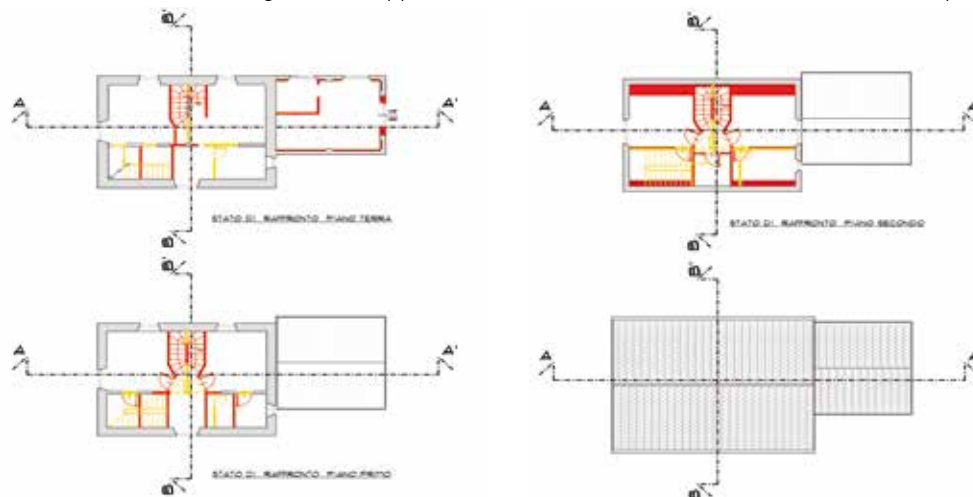 B'
B'
A
A'
A
A
B
STATO DI RAFFRONTO PIANO TERRA
B
STATO DI RAFFRONTO PIANO SECONDO
B'
B'
A
A'
A
A
B
STATO DI RAFFRONTO PIANO PRIMO
B